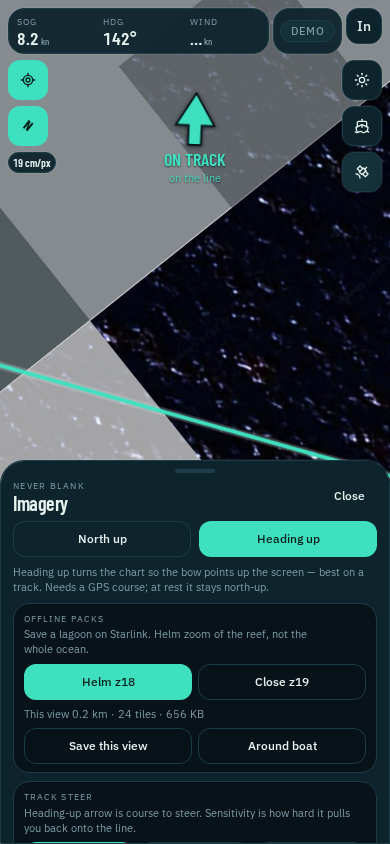 SOG HDG WIND
8.2 kn 142° ... kn
DEMO
In
19 cm/px
ON TRACK
on the line
NEVER BLANK
Imagery
Close
North up
Heading up
Heading up turns the chart so the bow points up the screen — best on a
track. Needs a GPS course; at rest it stays north-up.
OFFLINE PACKS
Save a lagoon on Starlink. Helm zoom of the reef, not the
whole ocean.
Helm z18
Close z19
This view 0.2 km · 24 tiles · 656 KB
Save this view
Around boat
TRACK STEER
Heading-up arrow is course to steer. Sensitivity is how hard it pulls
you back onto the line.